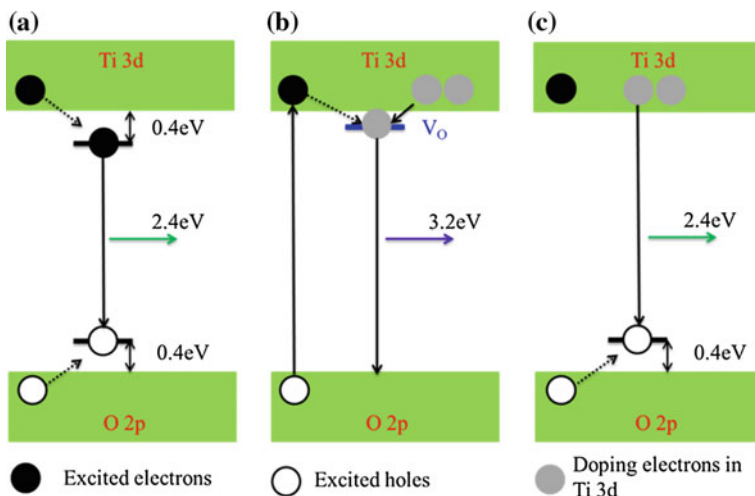 (a)
Ti 3d
0.4eV
2.4eV
0.4eV
O 2p
(b)
Ti 3d
V_O
3.2eV
O 2p
(c)
Ti 3d
2.4eV
0.4eV
O 2p
Excited electrons
Excited holes
Doping electrons in
Ti 3d